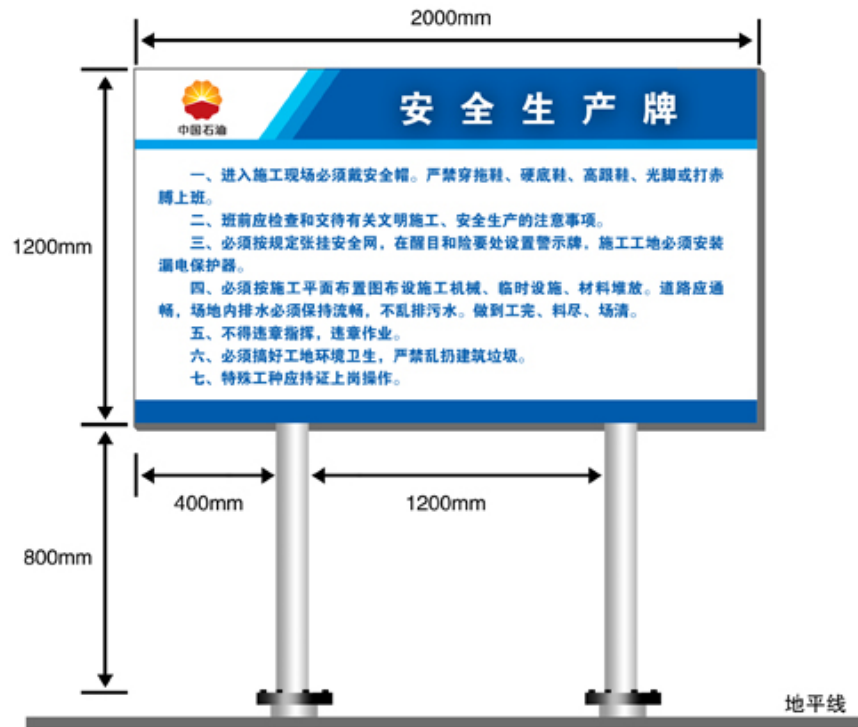 2000mm
中国石油
安全生产牌
一、进入施工现场必须戴安全帽。严禁穿拖鞋、硬底鞋、高跟鞋、光脚或打赤
膊上班。
二、班前应检查和交待有关文明施工、安全生产的注意事项。
三、必须按规定张挂安全网，在醒目和险要处设置警示牌，施工工地必须安装
漏电保护器。
四、必须按施工平面布置图布设施工机械、临时设施、材料堆放。道路应通
畅，场地内排水必须保持流畅，不乱排污水。做到工完、料尽、场清。
五、不得违章指挥，违章作业。
六、必须搞好工地环境卫生，严禁乱扔建筑垃圾。
七、特殊工种应持证上岗操作。
1200mm
400mm
1200mm
800mm
地平线